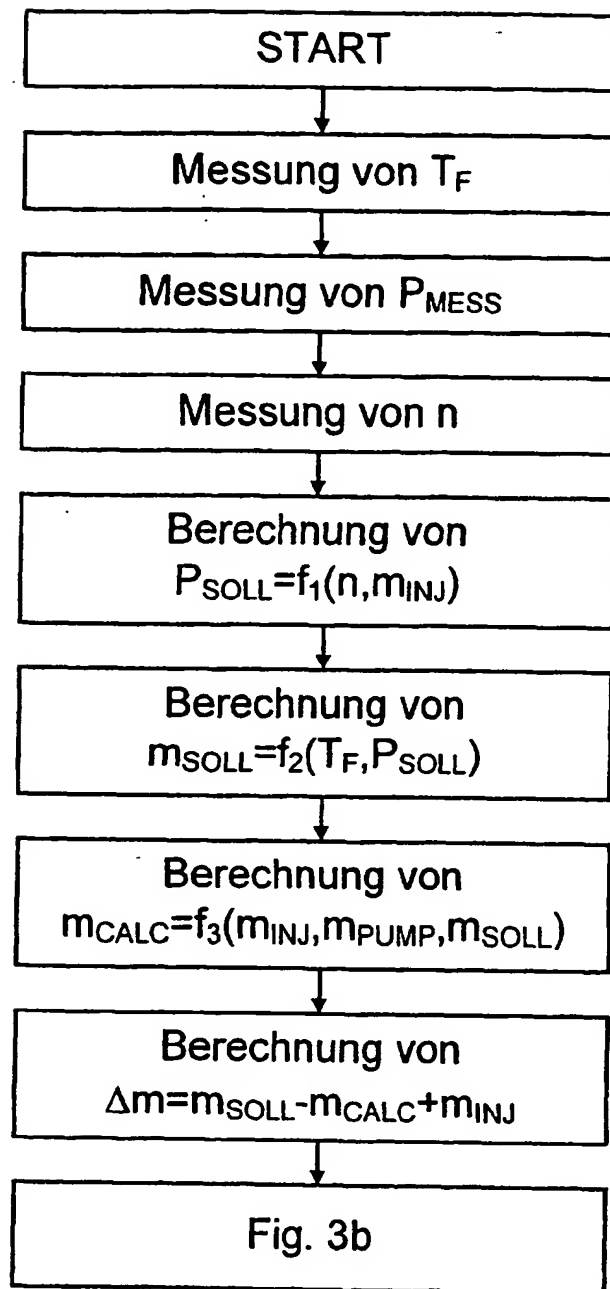 START
Messung von T_F
Messung von P_MESS
Messung von n
Berechnung von
P_SOLL=f_1(n,m_INJ)
Berechnung von
m_SOLL=f_2(T_F,P_SOLL)
Berechnung von
m_CALC=f_3(m_INJ,m_PUMP,m_SOLL)
Berechnung von
Δm=m_SOLL-m_CALC+m_INJ
Fig. 3b